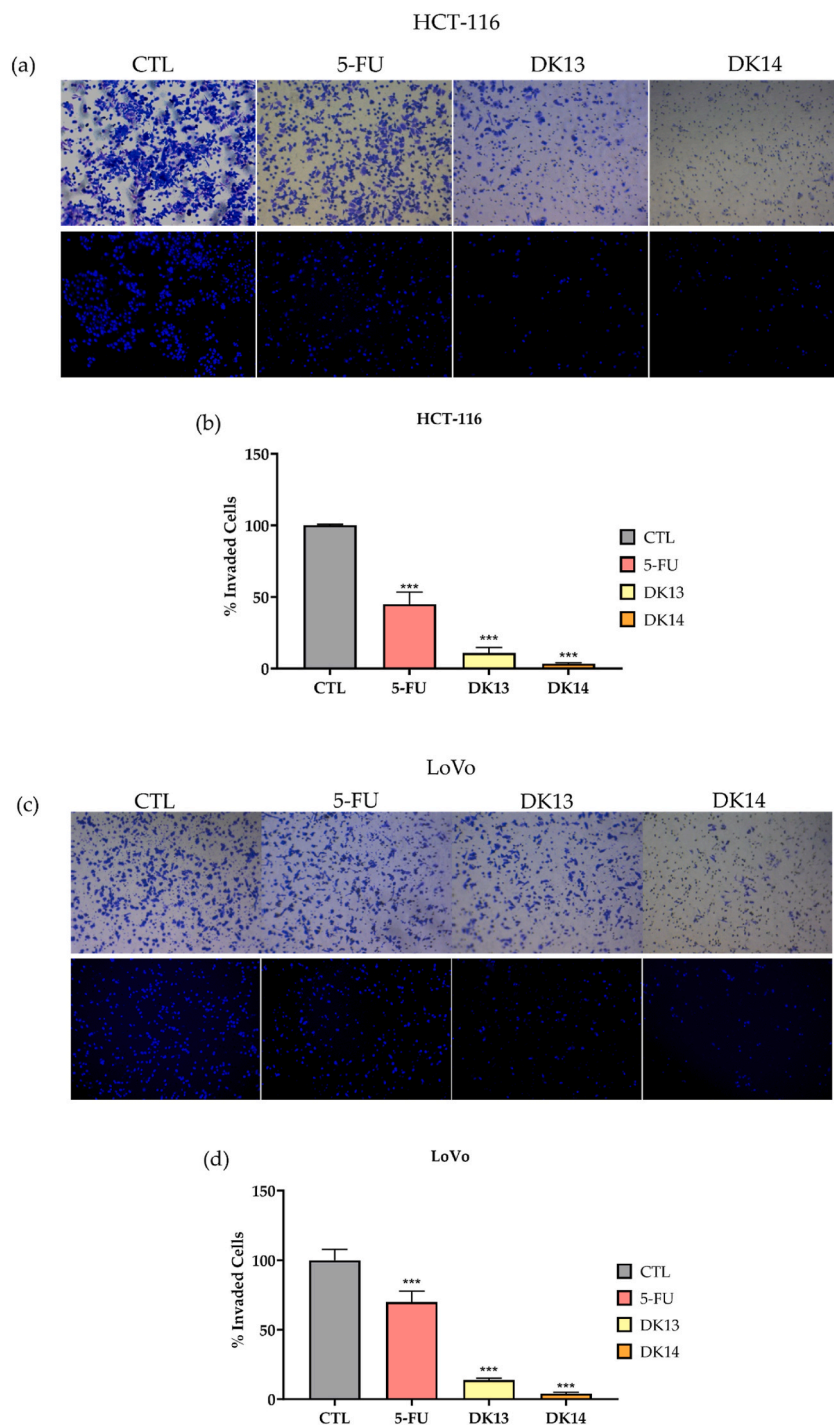 HCT-116
(a)
CTL 5-FU DK13 DK14
(b)
HCT-116
% Invaded Cells
150
100
50
0
***
***
***
CTL 5-FU DK13 DK14
CTL
5-FU
DK13
DK14
LoVo
(c)
CTL 5-FU DK13 DK14
(d)
LoVo
% Invaded Cells
150
100
50
0
***
***
***
CTL 5-FU DK13 DK14
CTL
5-FU
DK13
DK14